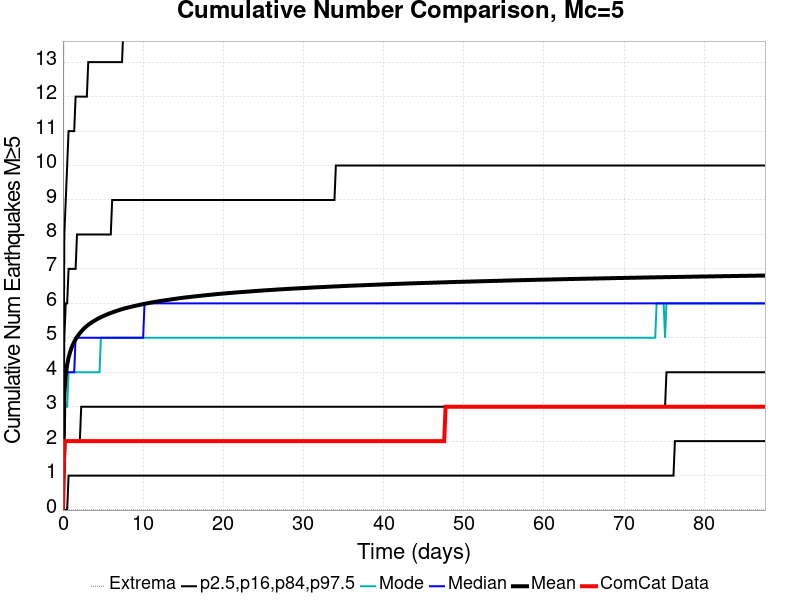 Cumulative Number Comparison, Mc=5
Cumulative Num Earthquakes M≥5
13
12
11
10
9
8
7
6
5
4
3
2
1
0
0 10 20 30 40 50 60 70 80
Time (days)
Extrema p2.5,p16,p84,p97.5 Mode Median Mean ComCat Data